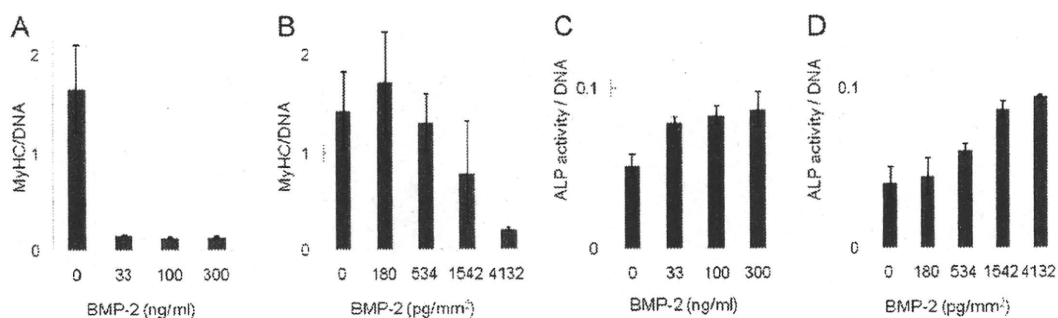 A
MyHC/DNA
2
1
0
0 33 100 300
BMP-2 (ng/ml)
B
MyHC/DNA
2
1
0
0 180 534 1542 4132
BMP-2 (pg/mm²)
C
ALP activity / DNA
0.1
0
0 33 100 300
BMP-2 (ng/ml)
D
ALP activity / DNA
0.1
0
0 180 534 1542 4132
BMP-2 (pg/mm²)